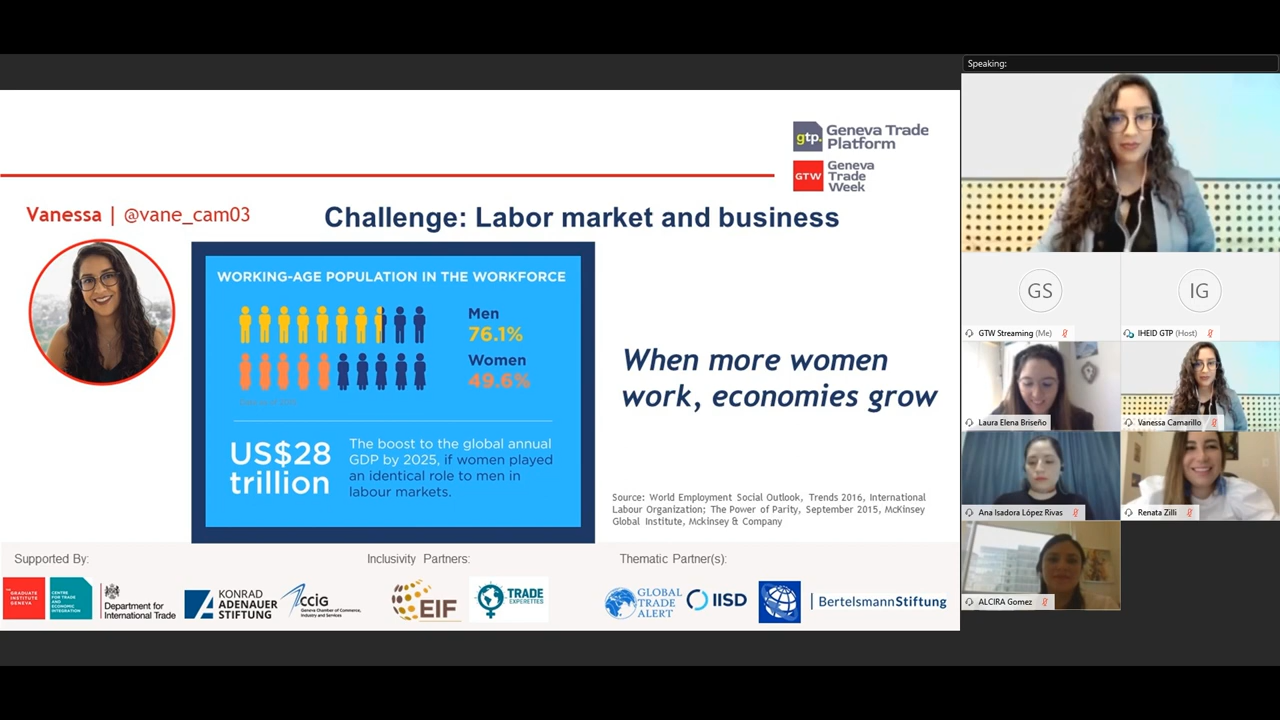 Speaking:
gtp. Geneva Trade
Platform
GTW Geneva
Trade
Week
Vanessa | @vane_cam03
Challenge: Labor market and business
WORKING-AGE POPULATION IN THE WORKFORCE
Men
76.1%
Women
49.6%
US$28
trillion
The boost to the global annual
GDP by 2025, if women played
an identical role to men in
labour markets.
When more women
work, economies grow
Source: World Employment Social Outlook, Trends 2016, International
Labour Organization; The Power of Parity, September 2015, McKinsey
Global Institute, Mckinsey & Company
Supported By:
Inclusivity Partners:
Thematic Partner(s):
THE
GRADUATE
INSTITUTE
GENEVA
CENTRE
FOR TRADE
AND
ECONOMIC
INTEGRATION
Department for
International Trade
KONRAD
ADENAUER
STIFTUNG
CCIG
Geneva Chamber of Commerce,
Industry and Services
EIF
TRADE
EXPERETTES
GLOBAL
TRADE
ALERT
IISD
BertelsmannStiftung
GS
IG
GTW Streaming (Me)
IHEID GTP (Host)
Laura Elena Briseño
Vanessa Camarillo
Ana Isadora López Rivas
Renata Zilli
ALCIRA Gomez